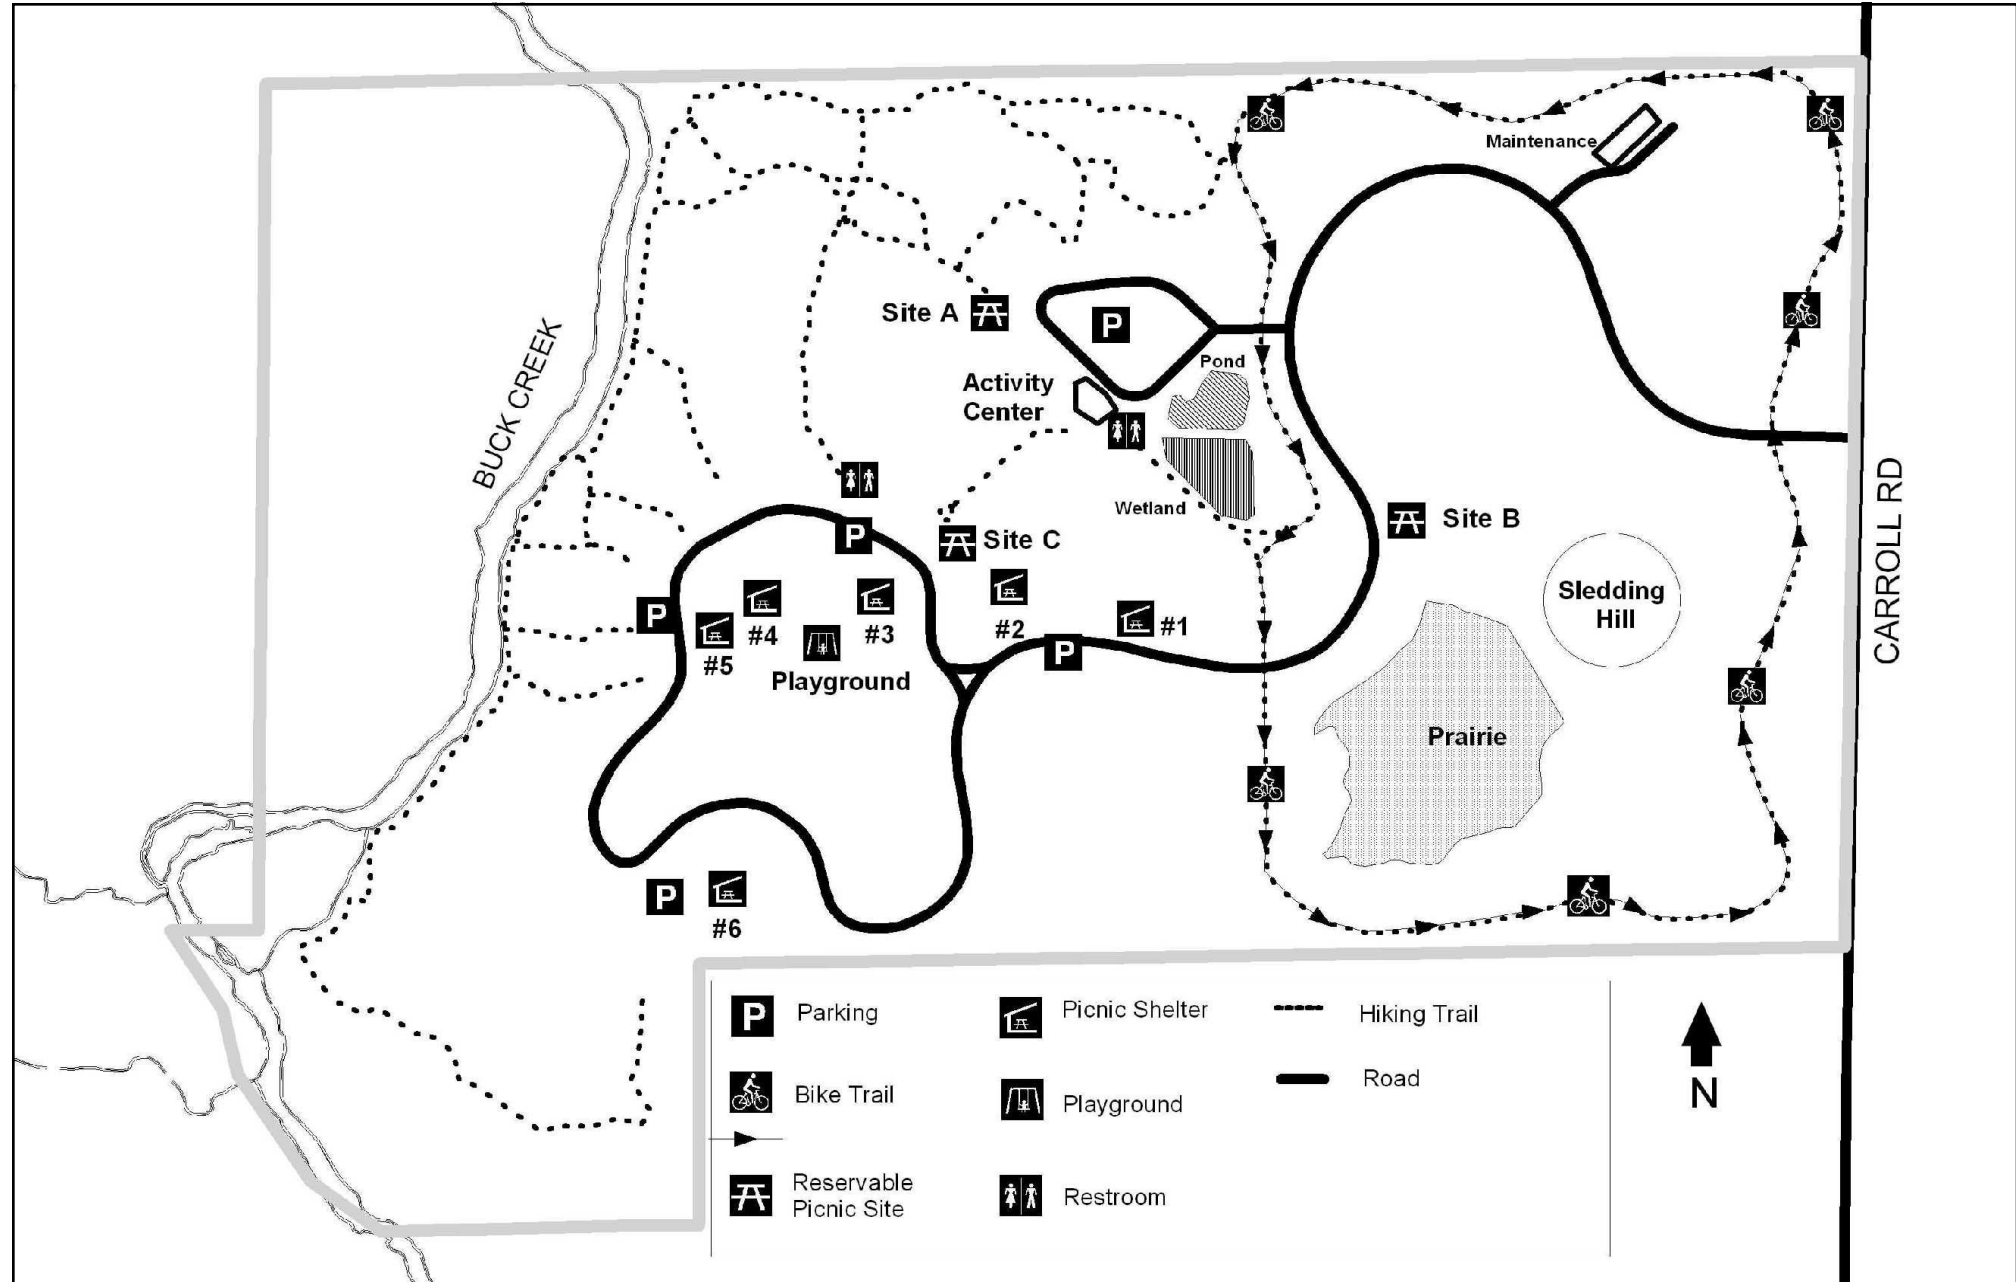 Maintenance
BUCK CREEK
Site A
P
Activity
Center
Pond
Wetland
Site B
CARROLL RD
Sledding
Hill
P
Site C
P
#5
#4
#3
#2
#1
P
Playground
Prairie
P
#6
P
Parking
Picnic Shelter
Hiking Trail
Bike Trail
Playground
Road
Reservable
Picnic Site
Restroom
N